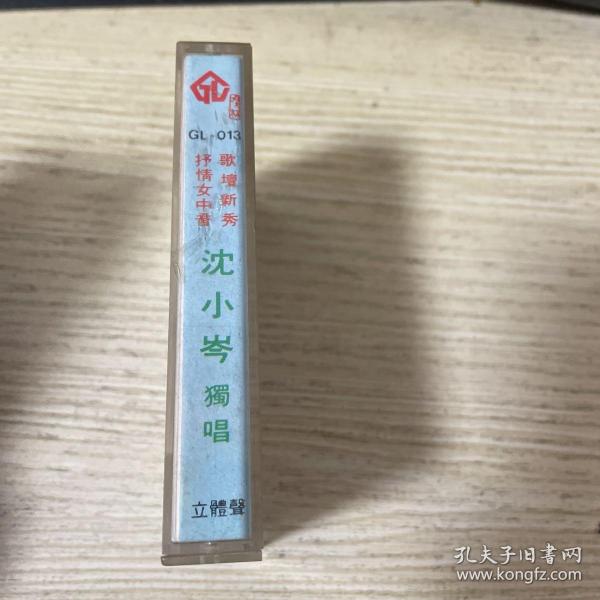 GL-013
歌壇新秀
抒情女中音
沈小岑
獨唱
立體聲
孔夫子旧书网
www.kongfz.com